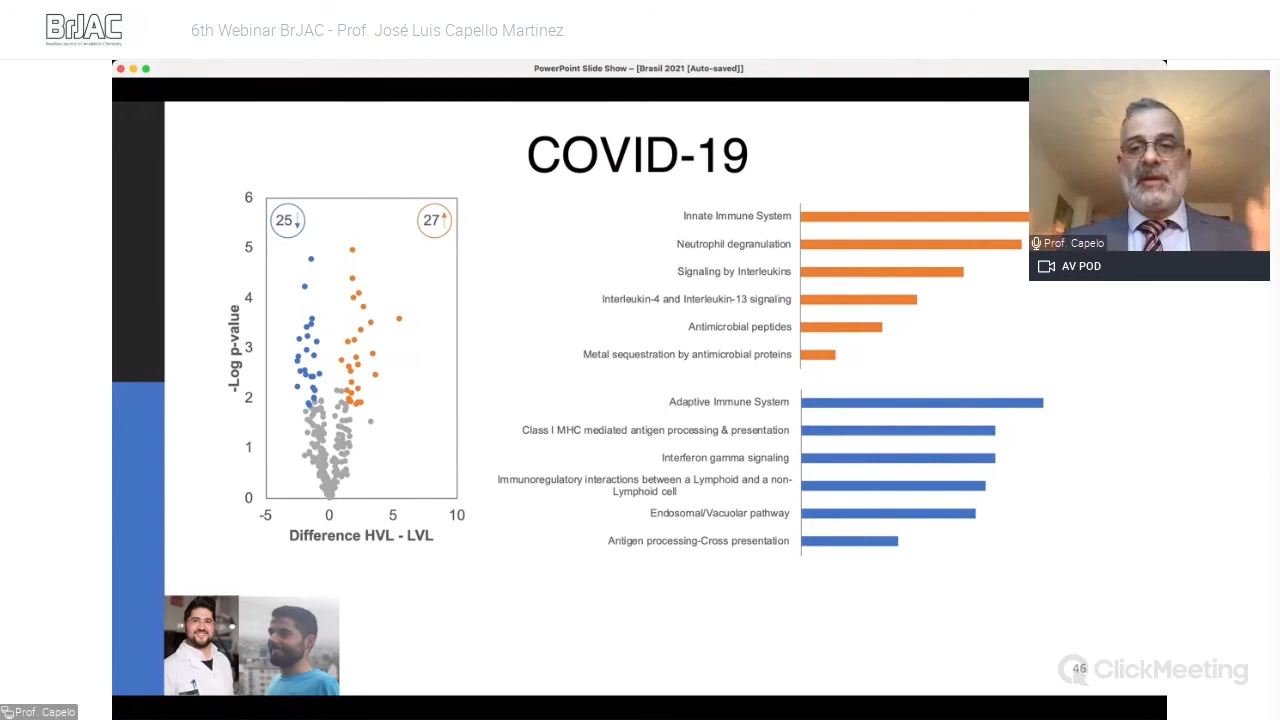 BrJAC
Brazilian Journal of Analytical Chemistry
6th Webinar BrJAC - Prof. José Luis Capello Martinez
PowerPoint Slide Show – [Brasil 2021 [Auto-saved]]
COVID-19
6
5
4
3
2
1
0
-Log p-value
25
27
-5
0
5
10
Difference HVL - LVL
Innate Immune System
Neutrophil degranulation
Signaling by Interleukins
Interleukin-4 and Interleukin-13 signaling
Antimicrobial peptides
Metal sequestration by antimicrobial proteins
Adaptive Immune System
Class I MHC mediated antigen processing & presentation
Interferon gamma signaling
Immunoregulatory interactions between a Lymphoid and a non-
Lymphoid cell
Endosomal/Vacuolar pathway
Antigen processing-Cross presentation
Prof. Capelo
AV POD
46
ClickMeeting
Prof. Capelo